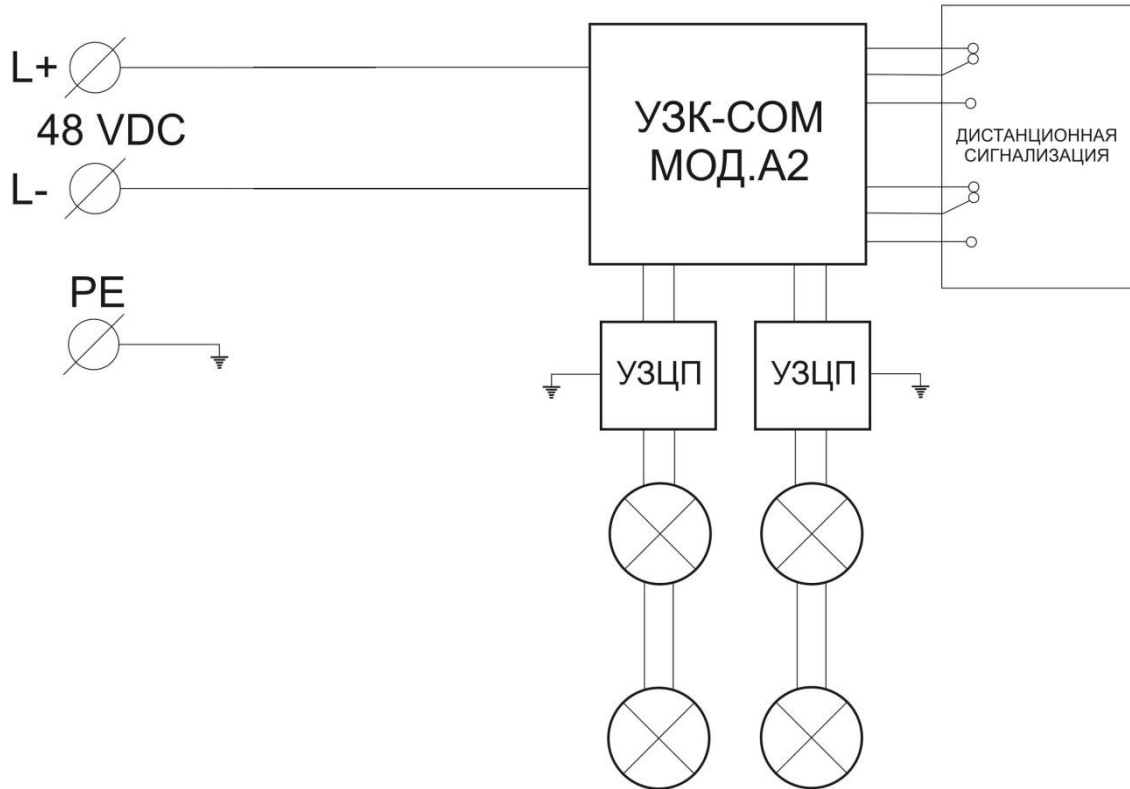 L+
48 VDC
L-
PE
УЗК-СОМ
МОД.А2
ДИСТАНЦИОННАЯ
СИГНАЛИЗАЦИЯ
УЗЦП
УЗЦП